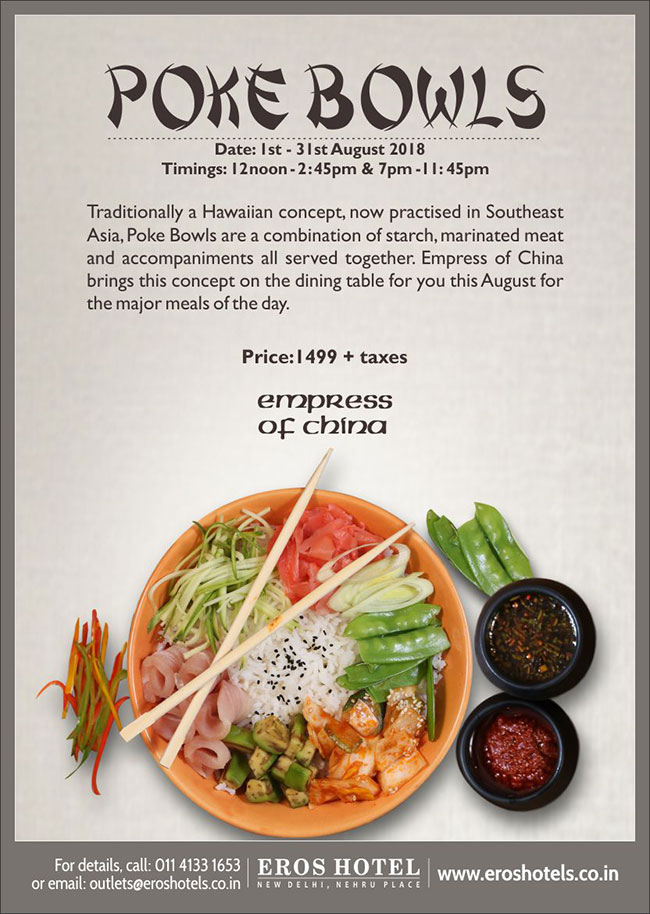 POKE BOWLS
Date: 1st - 31st August 2018
Timings: 12noon - 2:45pm & 7pm -11: 45pm
Traditionally a Hawaiian concept, now practised in Southeast
Asia, Poke Bowls are a combination of starch, marinated meat
and accompaniments all served together. Empress of China
brings this concept on the dining table for you this August for
the major meals of the day.
Price:1499 + taxes
empress
of china
For details, call: 011 4133 1653
or email: outlets@eroshotels.co.in
EROS HOTEL
NEW DELHI, NEHRU PLACE
www.eroshotels.co.in